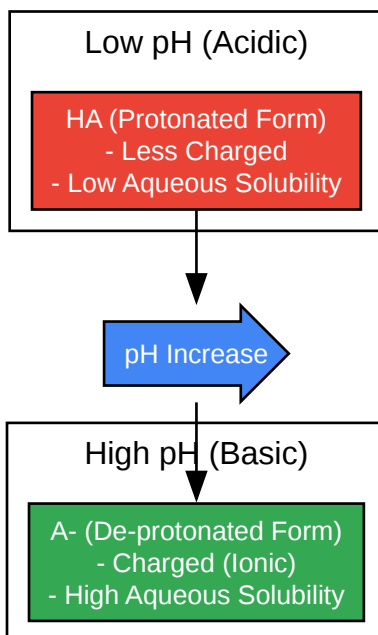 Low pH (Acidic)
HA (Protonated Form)
- Less Charged
- Low Aqueous Solubility
pH Increase
High pH (Basic)
A- (De-protonated Form)
- Charged (Ionic)
- High Aqueous Solubility